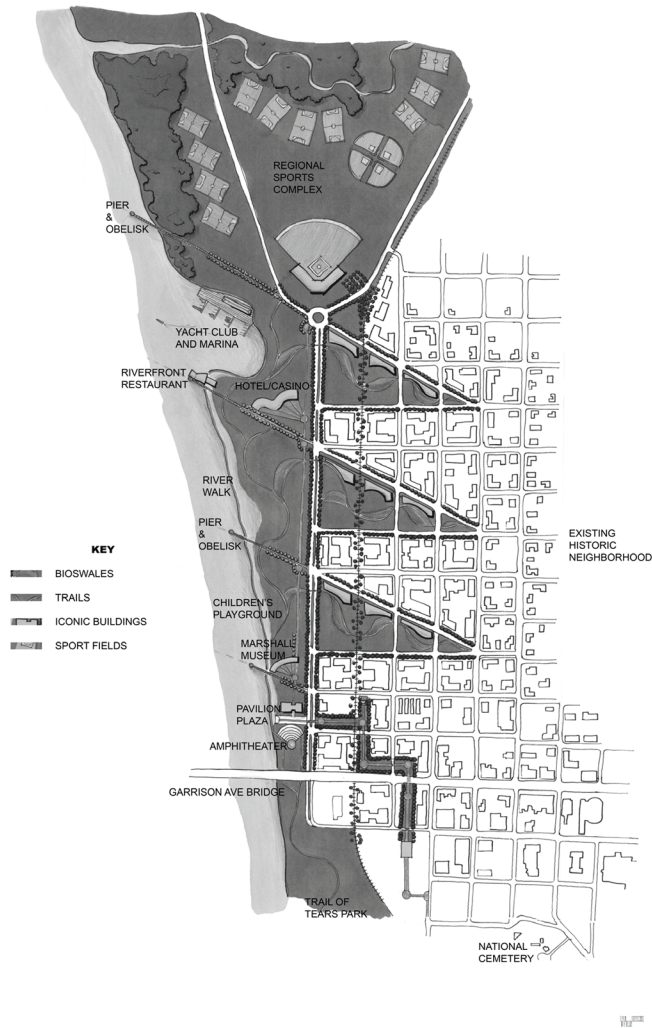 REGIONAL
SPORTS
COMPLEX
PIER
&
OBELISK
YACHT CLUB
AND MARINA
RIVERFRONT
RESTAURANT
HOTEL/CASINO
RIVER
WALK
PIER
&
OBELISK
EXISTING
HISTORIC
NEIGHBORHOOD
KEY
BIOSWALES
TRAILS
ICONIC BUILDINGS
SPORT FIELDS
CHILDREN'S
PLAYGROUND
MARSHALL
MUSEUM
PAVILION
PLAZA
AMPHITHEATER
GARRISON AVE BRIDGE
TRAIL OF
TEARS PARK
NATIONAL
CEMETERY